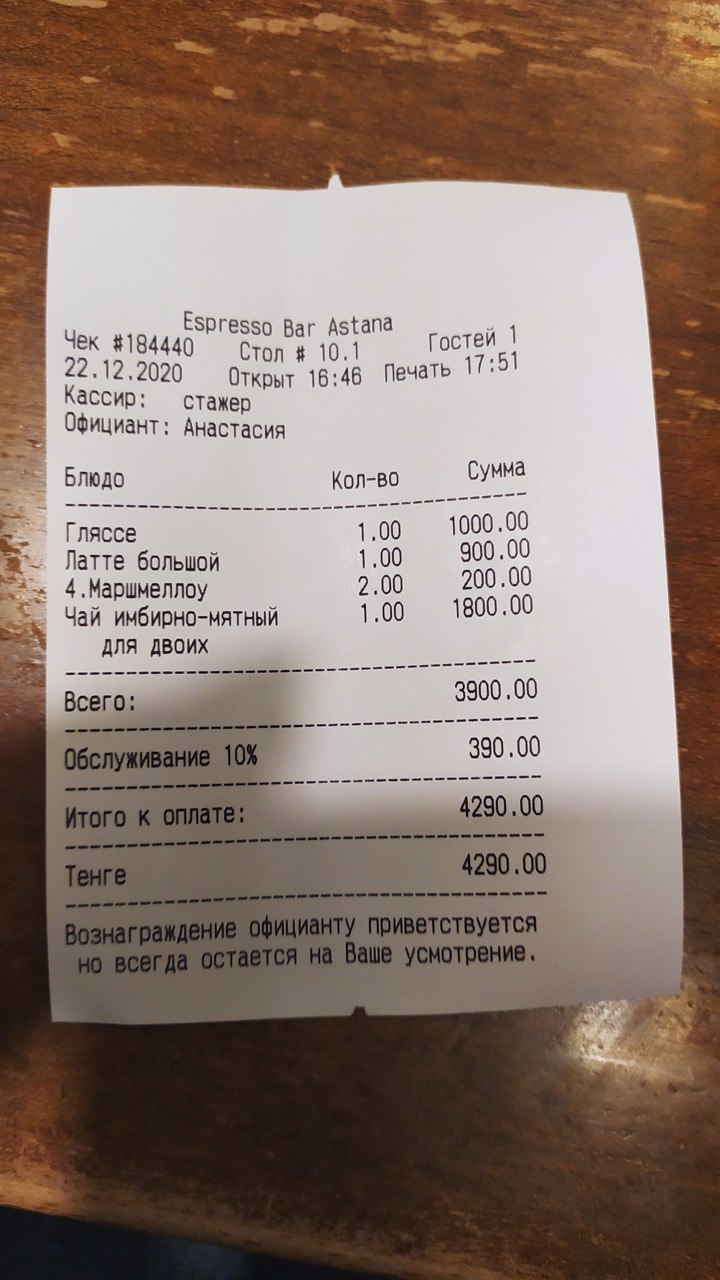 Espresso Bar Astana
Чек #184440 Стол # 10.1 Гостей 1
22.12.2020 Открыт 16:46 Печать 17:51
Кассир: стажер
Официант: Анастасия
Блюдо Кол-во Сумма
Гляссе 1.00 1000.00
Латте большой 1.00 900.00
4.Маршмеллоу 2.00 200.00
Чай имбирно-мятный 1.00 1800.00
для двоих
Всего: 3900.00
Обслуживание 10% 390.00
Итого к оплате: 4290.00
Тенге 4290.00
Вознаграждение официанту приветствуется
но всегда остается на Ваше усмотрение.